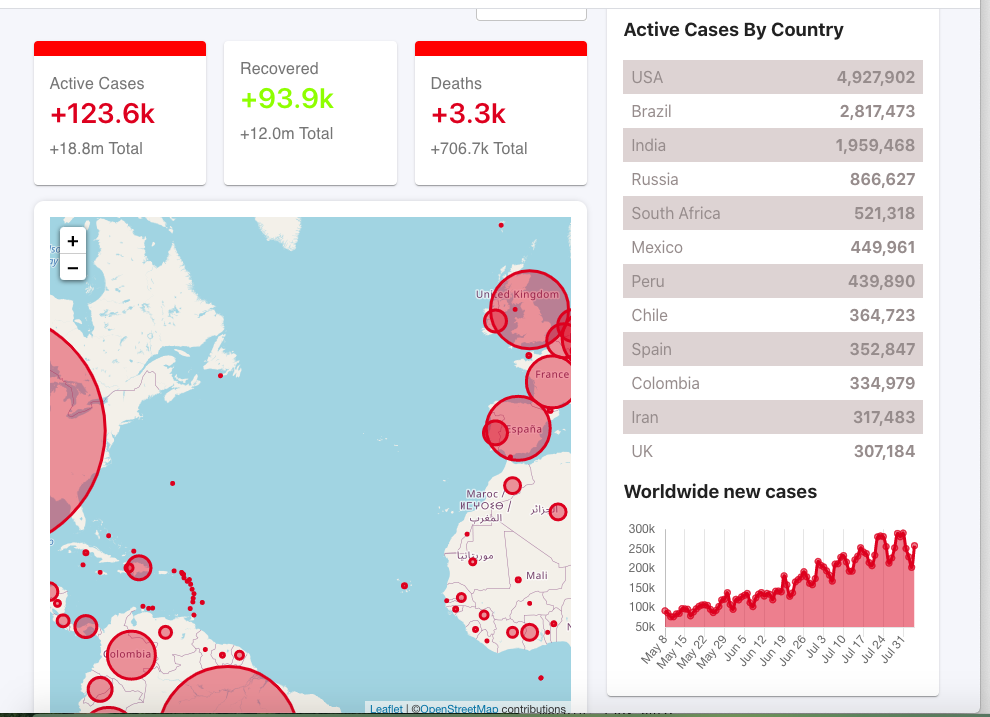 Active Cases
+123.6k
+18.8m Total
Recovered
+93.9k
+12.0m Total
Deaths
+3.3k
+706.7k Total
+
−
United Kingdom
France
España
Maroc /
ⵍⵎⵖⵔⵉⴱ /
المغرب
الجزائر
موريتانيا
Mali
Colombia
Leaflet | ©OpenStreetMap contributions
Active Cases By Country
USA 4,927,902
Brazil 2,817,473
India 1,959,468
Russia 866,627
South Africa 521,318
Mexico 449,961
Peru 439,890
Chile 364,723
Spain 352,847
Colombia 334,979
Iran 317,483
UK 307,184
Worldwide new cases
300k
250k
200k
150k
100k
50k
May 8
May 15
May 22
May 29
Jun 5
Jun 12
Jun 19
Jun 26
Jul 3
Jul 10
Jul 17
Jul 24
Jul 31